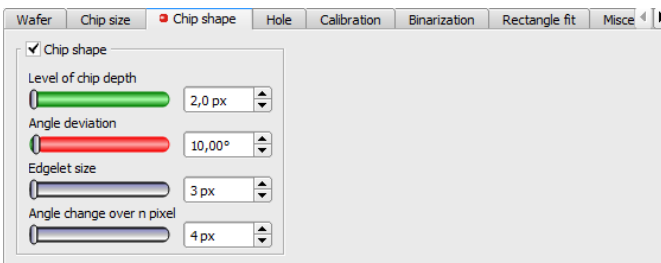 Wafer Chip size Chip shape Hole Calibration Binarization Rectangle fit Misce
Chip shape
Level of chip depth
2,0 px
Angle deviation
10,00°
Edgelet size
3 px
Angle change over n pixel
4 px